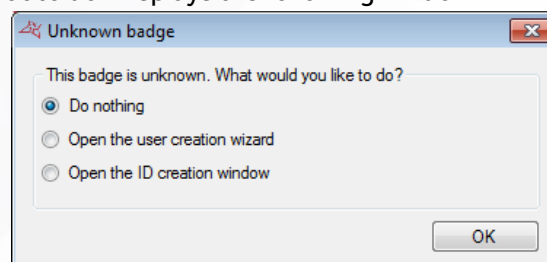 Unknown badge
This badge is unknown. What would you like to do?
Do nothing
Open the user creation wizard
Open the ID creation window
OK